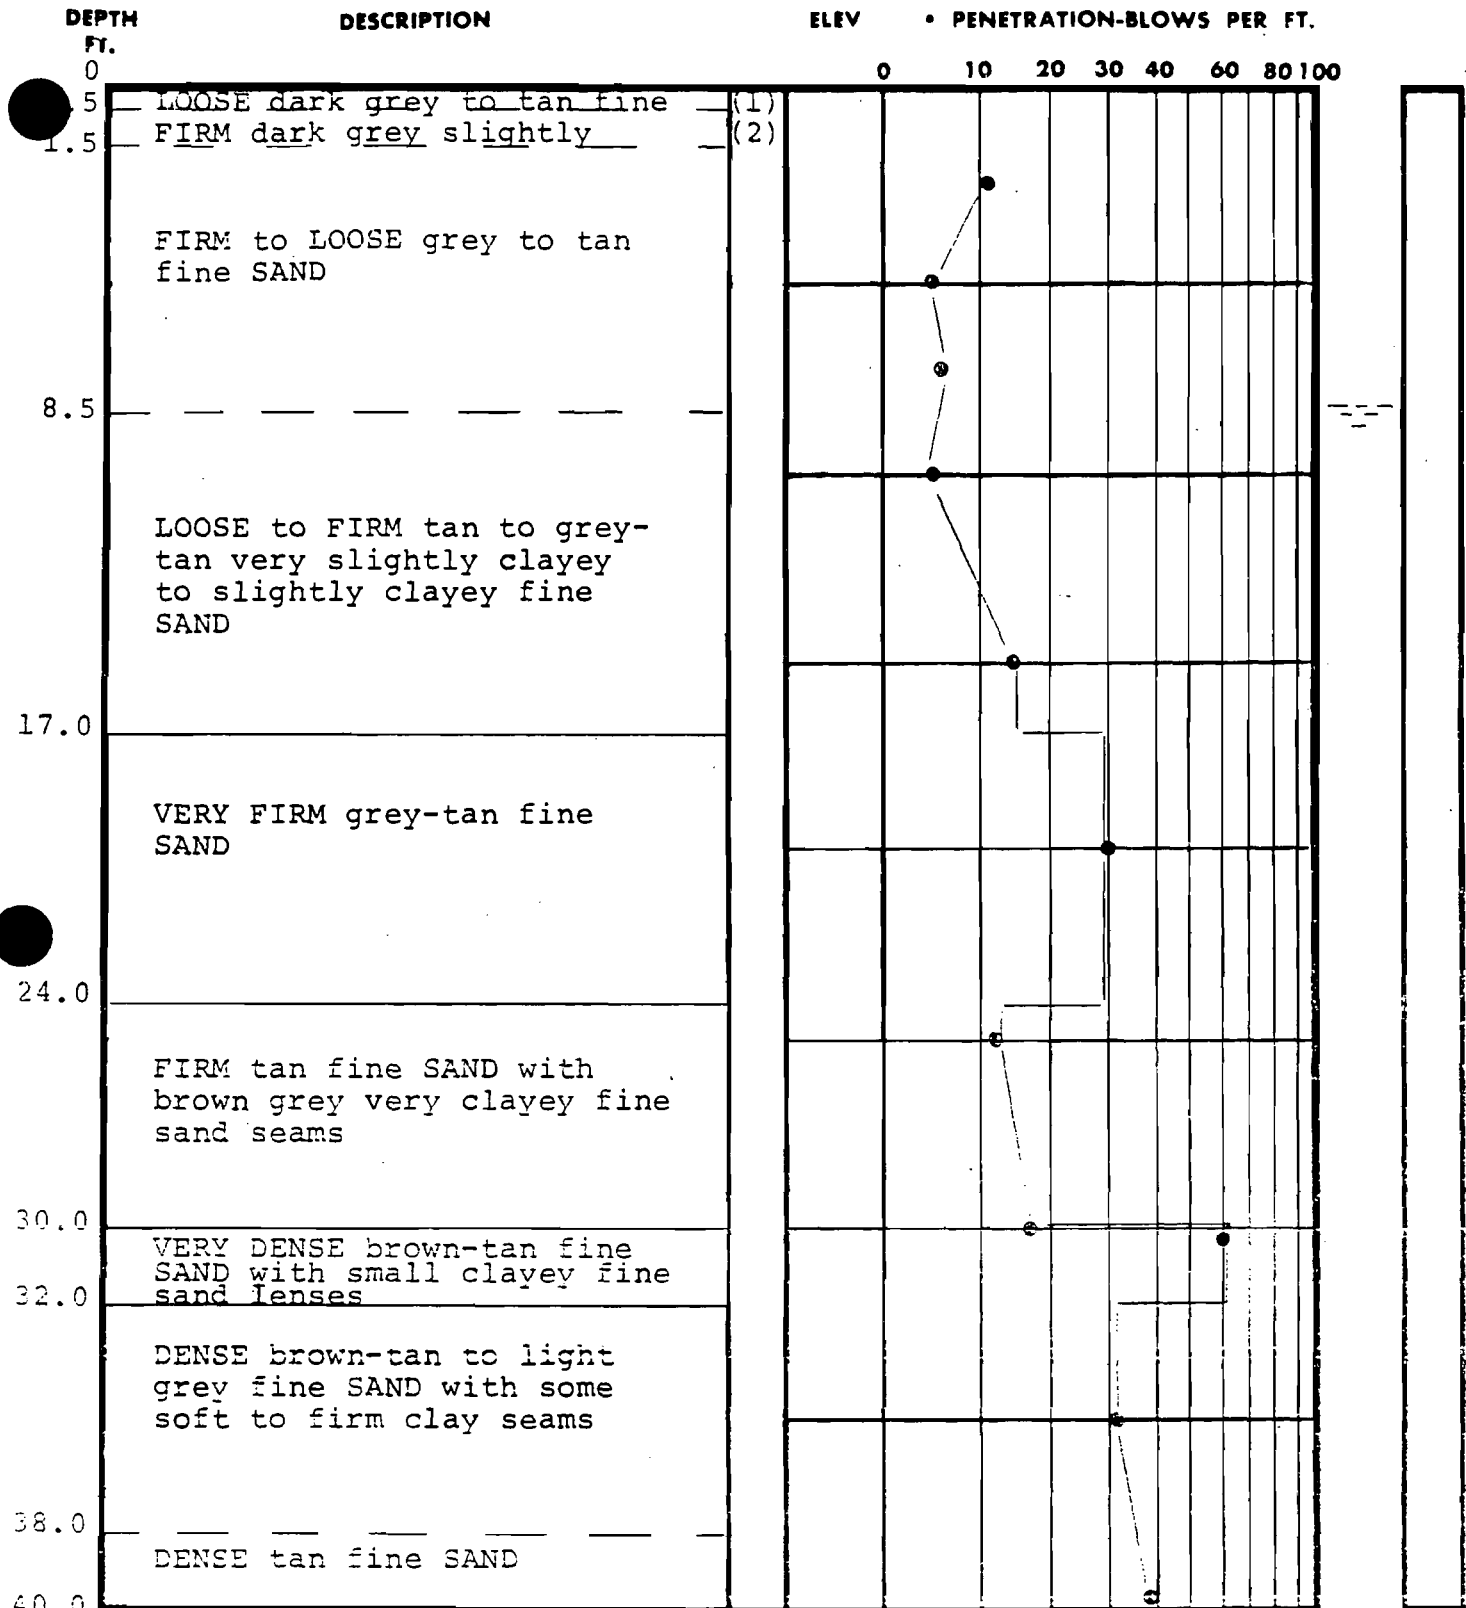 DEPTH DESCRIPTION ELEV • PENETRATION-BLOWS PER FT.
FT.
0 0 10 20 30 40 60 80 100
.5 LOOSE dark grey to tan fine (1)
1.5 FIRM dark grey slightly (2)
FIRM to LOOSE grey to tan
fine SAND
8.5
LOOSE to FIRM tan to grey-
tan very slightly clayey
to slightly clayey fine
SAND
17.0
VERY FIRM grey-tan fine
SAND
24.0
FIRM tan fine SAND with
brown grey very clayey fine
sand seams
30.0
VERY DENSE brown-tan fine
SAND with small clayey fine
32.0 sand lenses
DENSE brown-tan to light
grey fine SAND with some
soft to firm clay seams
38.0
DENSE tan fine SAND
40.0